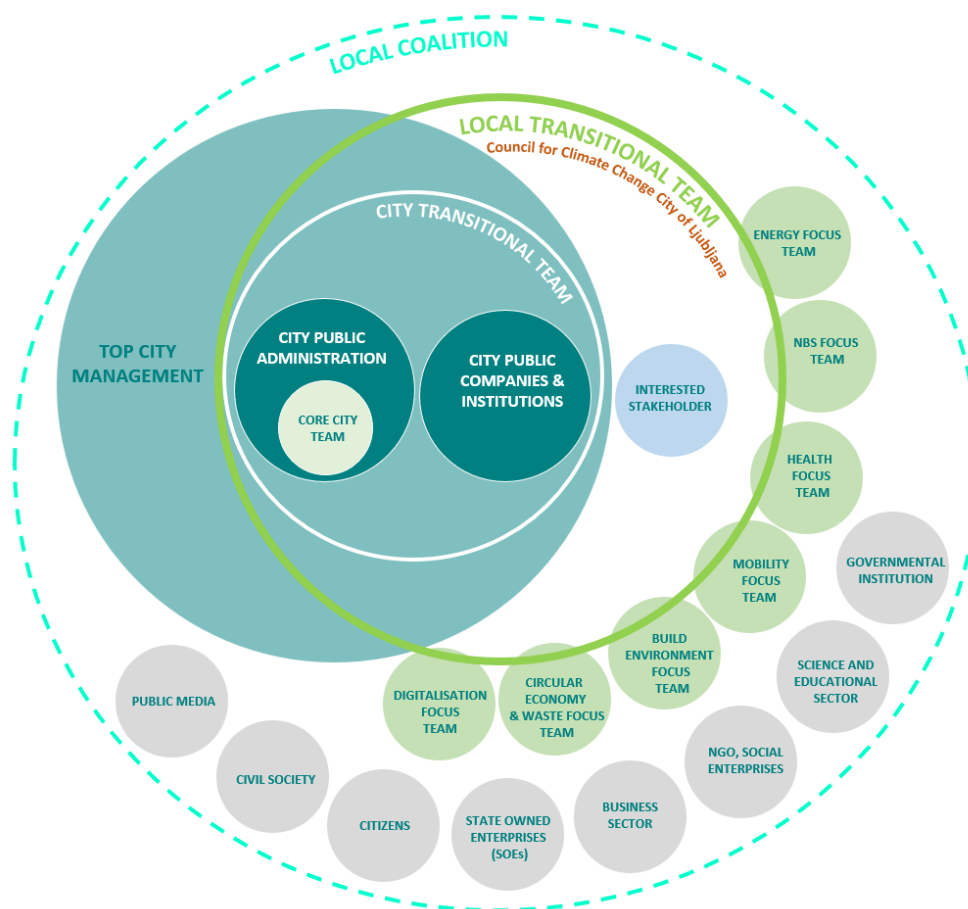 LOCAL COALITION
LOCAL TRANSITIONAL TEAM
Council for Climate Change City of Ljubljana
CITY TRANSITIONAL TEAM
TOP CITY
MANAGEMENT
CITY PUBLIC
ADMINISTRATION
CORE CITY
TEAM
CITY PUBLIC
COMPANIES &
INSTITUTIONS
INTERESTED
STAKEHOLDER
ENERGY FOCUS
TEAM
NBS FOCUS
TEAM
HEALTH
FOCUS
TEAM
MOBILITY
FOCUS
TEAM
BUILD
ENVIRONMENT
FOCUS
TEAM
CIRCULAR
ECONOMY
& WASTE FOCUS
TEAM
DIGITALISATION
FOCUS
TEAM
GOVERNMENTAL
INSTITUTION
SCIENCE AND
EDUCATIONAL
SECTOR
NGO, SOCIAL
ENTERPRISES
BUSINESS
SECTOR
STATE OWNED
ENTERPRISES
(SOEs)
CITIZENS
CIVIL SOCIETY
PUBLIC MEDIA